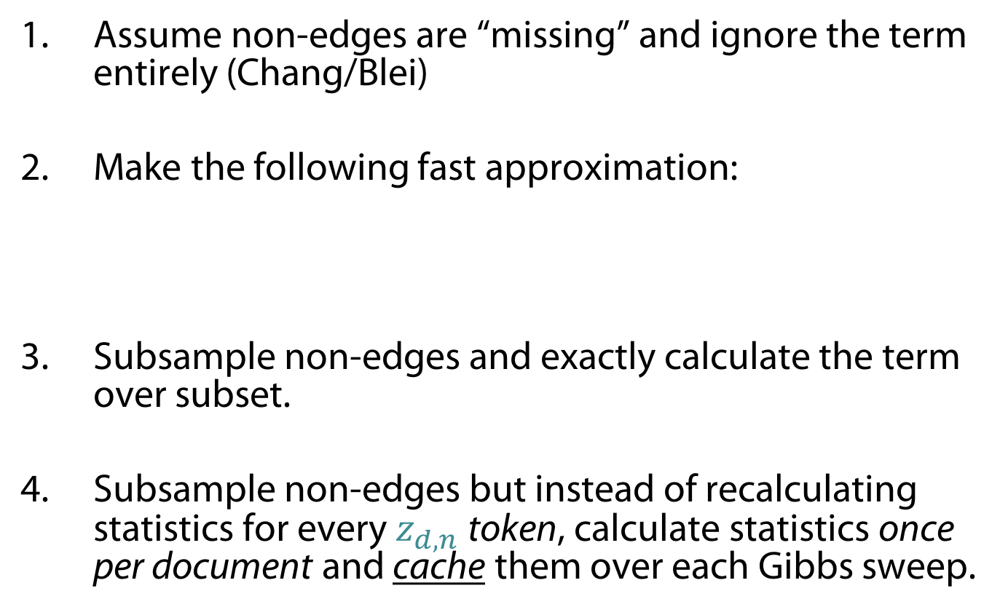 1. Assume non-edges are “missing” and ignore the term
entirely (Chang/Blei)
2. Make the following fast approximation:
3. Subsample non-edges and exactly calculate the term
over subset.
4. Subsample non-edges but instead of recalculating
statistics for every z_{d,n} token, calculate statistics once
per document and cache them over each Gibbs sweep.